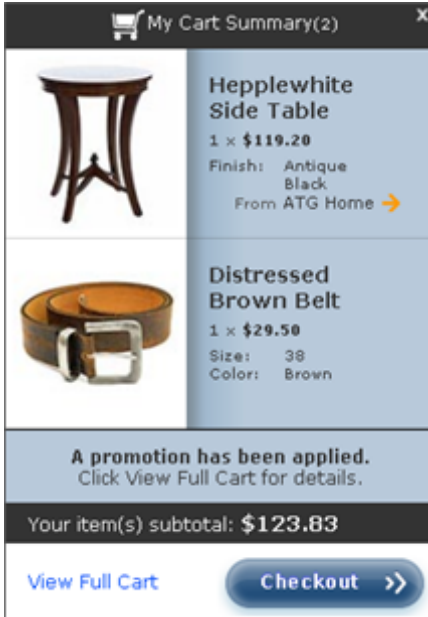 My Cart Summary(2)
x
Hepplewhite
Side Table
1 × $119.20
Finish: Antique
Black
From ATG Home
Distressed
Brown Belt
1 × $29.50
Size: 38
Color: Brown
A promotion has been applied.
Click View Full Cart for details.
Your item(s) subtotal: $123.83
View Full Cart
Checkout